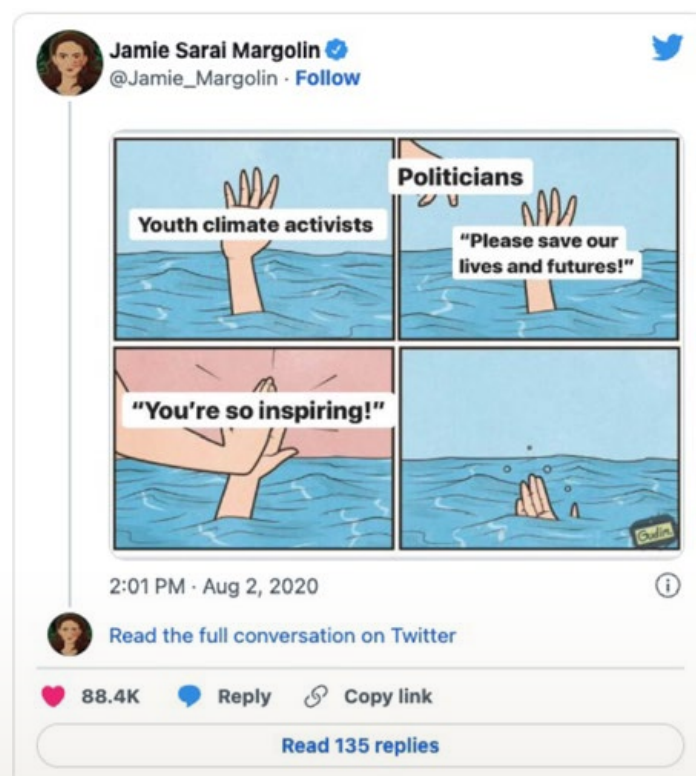 Jamie Sarai Margolin
@Jamie_Margolin · Follow
Youth climate activists
Politicians
“Please save our
lives and futures!”
“You’re so inspiring!”
Gudim
2:01 PM · Aug 2, 2020
Read the full conversation on Twitter
88.4K Reply Copy link
Read 135 replies